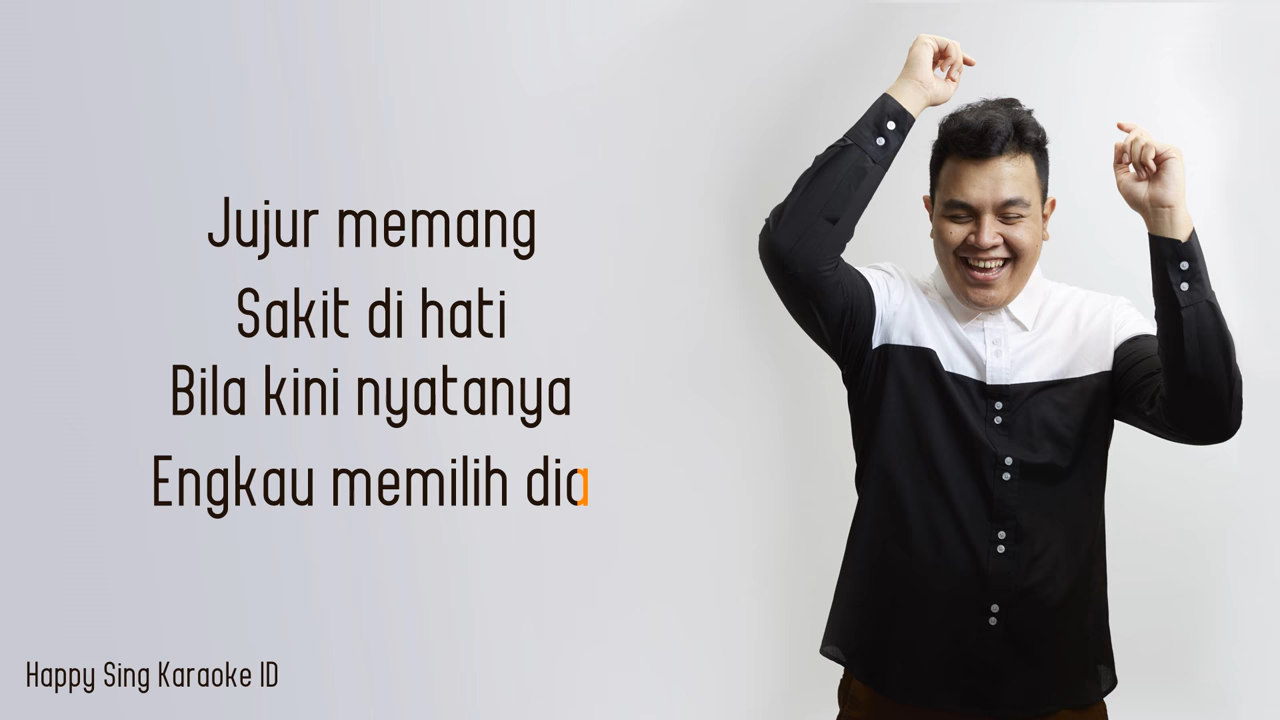 Jujur memang
Sakit di hati
Bila kini nyatanya
Engkau memilih dia
Happy Sing Karaoke ID